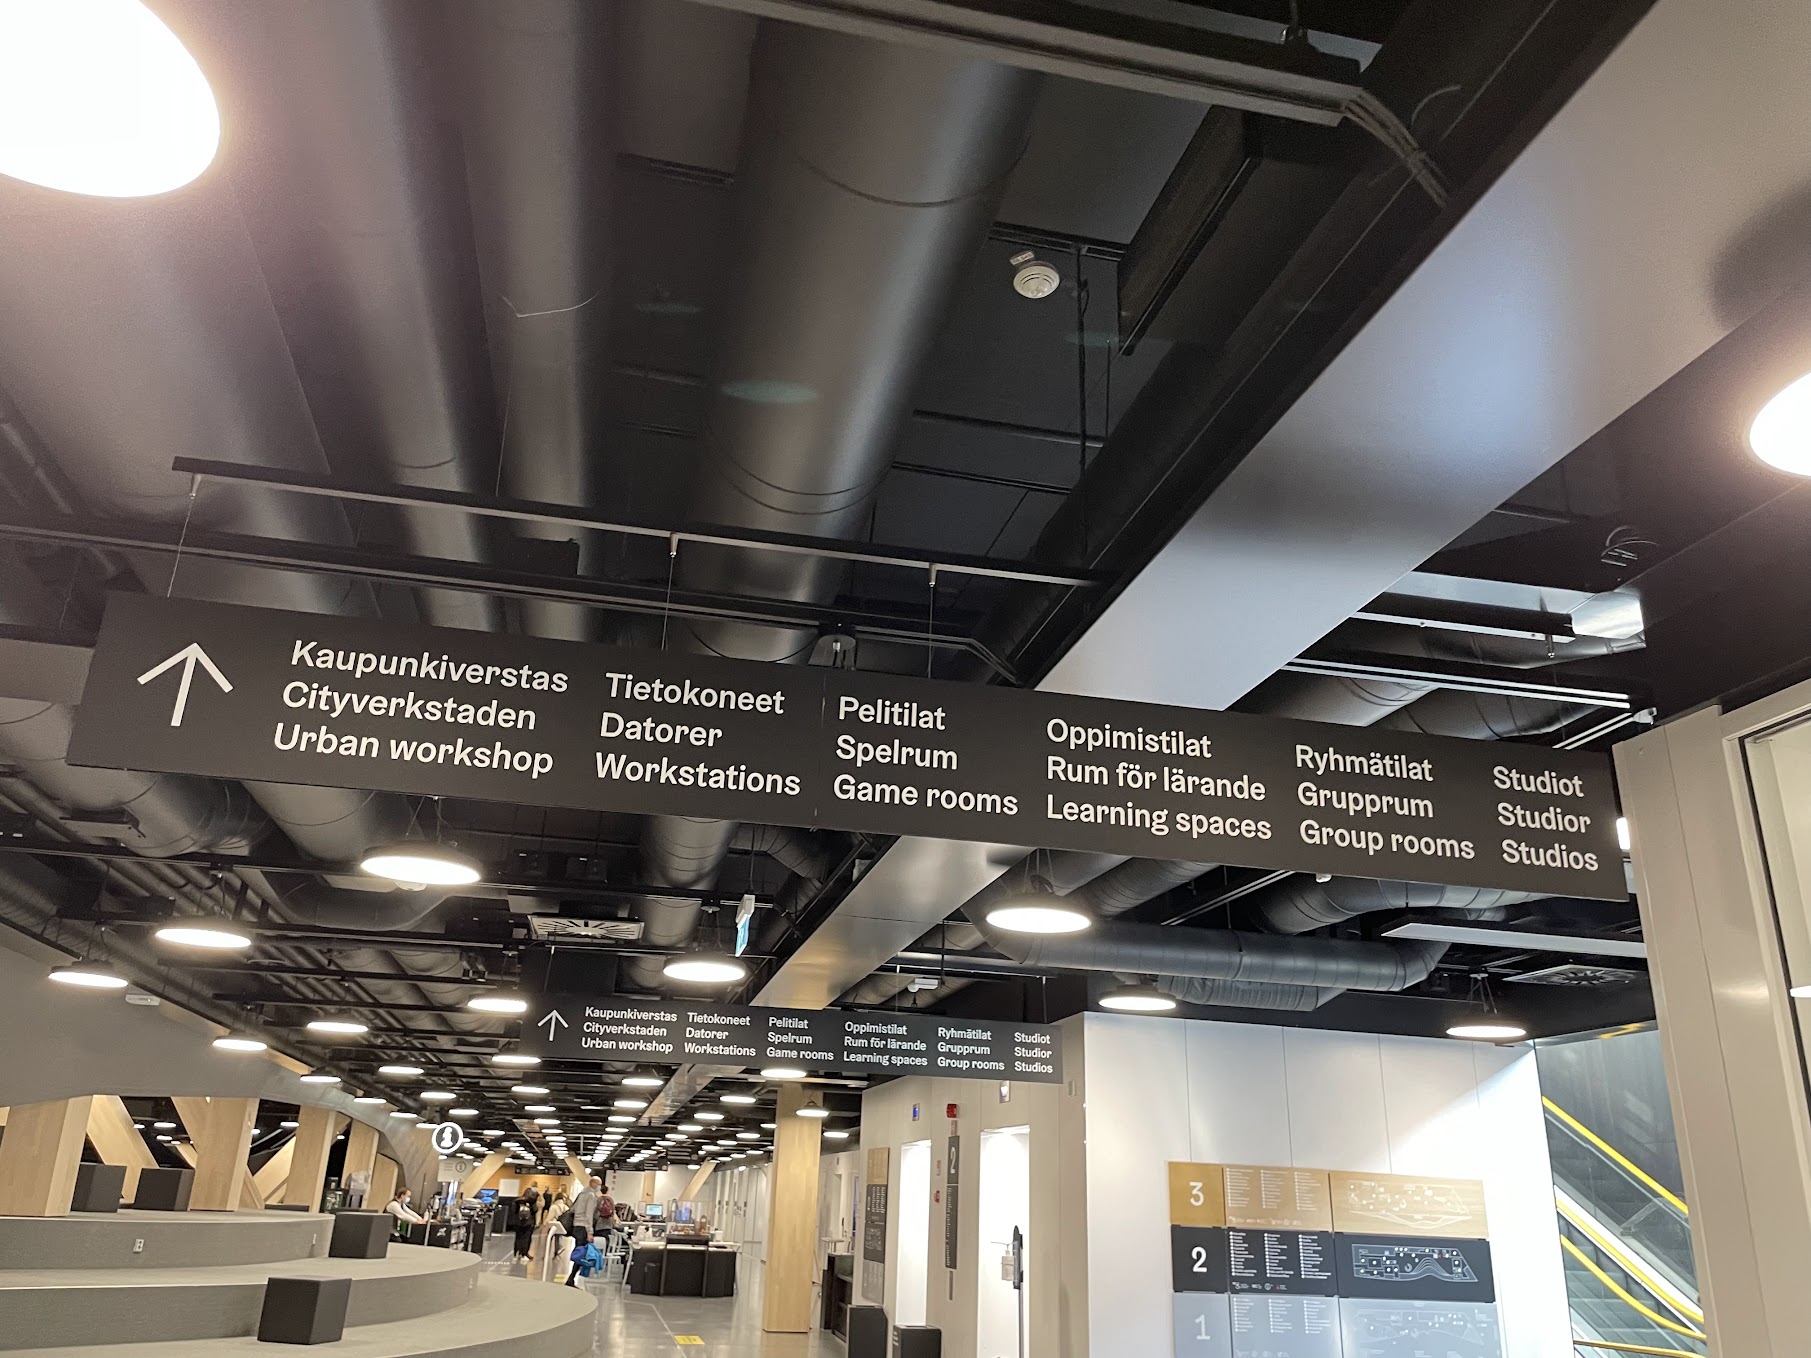 Kaupunkiverstas
Cityverkstaden
Urban workshop
Tietokoneet
Datorer
Workstations
Pelitilat
Spelrum
Game rooms
Oppimistilat
Rum för lärande
Learning spaces
Ryhmätilat
Grupprum
Group rooms
Studiot
Studior
Studios
Kaupunkiverstas
Cityverkstaden
Urban workshop
Tietokoneet
Datorer
Workstations
Pelitilat
Spelrum
Game rooms
Oppimistilat
Rum för lärande
Learning spaces
Ryhmätilat
Grupprum
Group rooms
Studiot
Studior
Studios
2
3
2
1